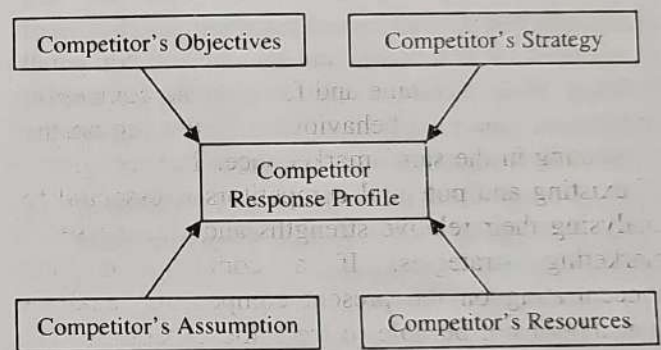 Competitor's Objectives
Competitor's Strategy
Competitor
Response Profile
Competitor's Assumption
Competitor's Resources